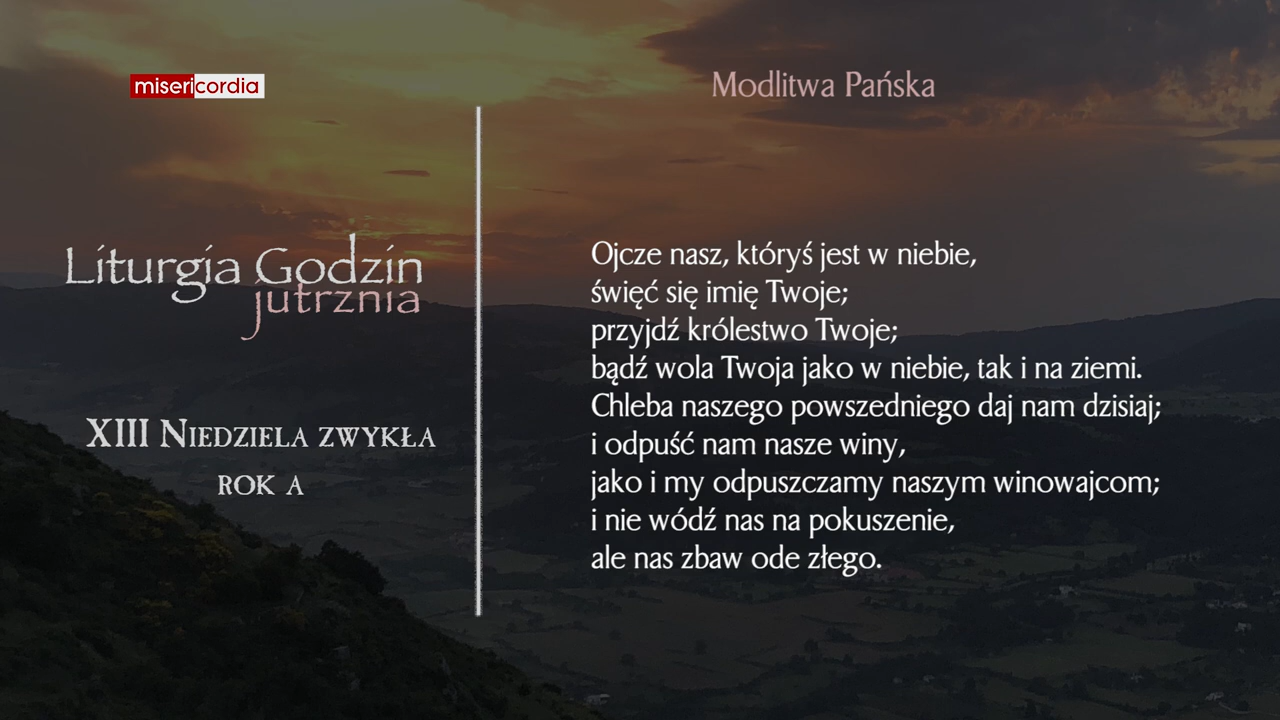 misericordia
Liturgia Godzin
jutrznia
XIII Niedziela zwykła
rok A
Modlitwa Pańska
Ojcze nasz, któryś jest w niebie,
święć się imię Twoje;
przyjdź królestwo Twoje;
bądź wola Twoja jako w niebie, tak i na ziemi.
Chleba naszego powszedniego daj nam dzisiaj;
i odpuść nam nasze winy,
jako i my odpuszczamy naszym winowajcom;
i nie wódź nas na pokuszenie,
ale nas zbaw ode złego.